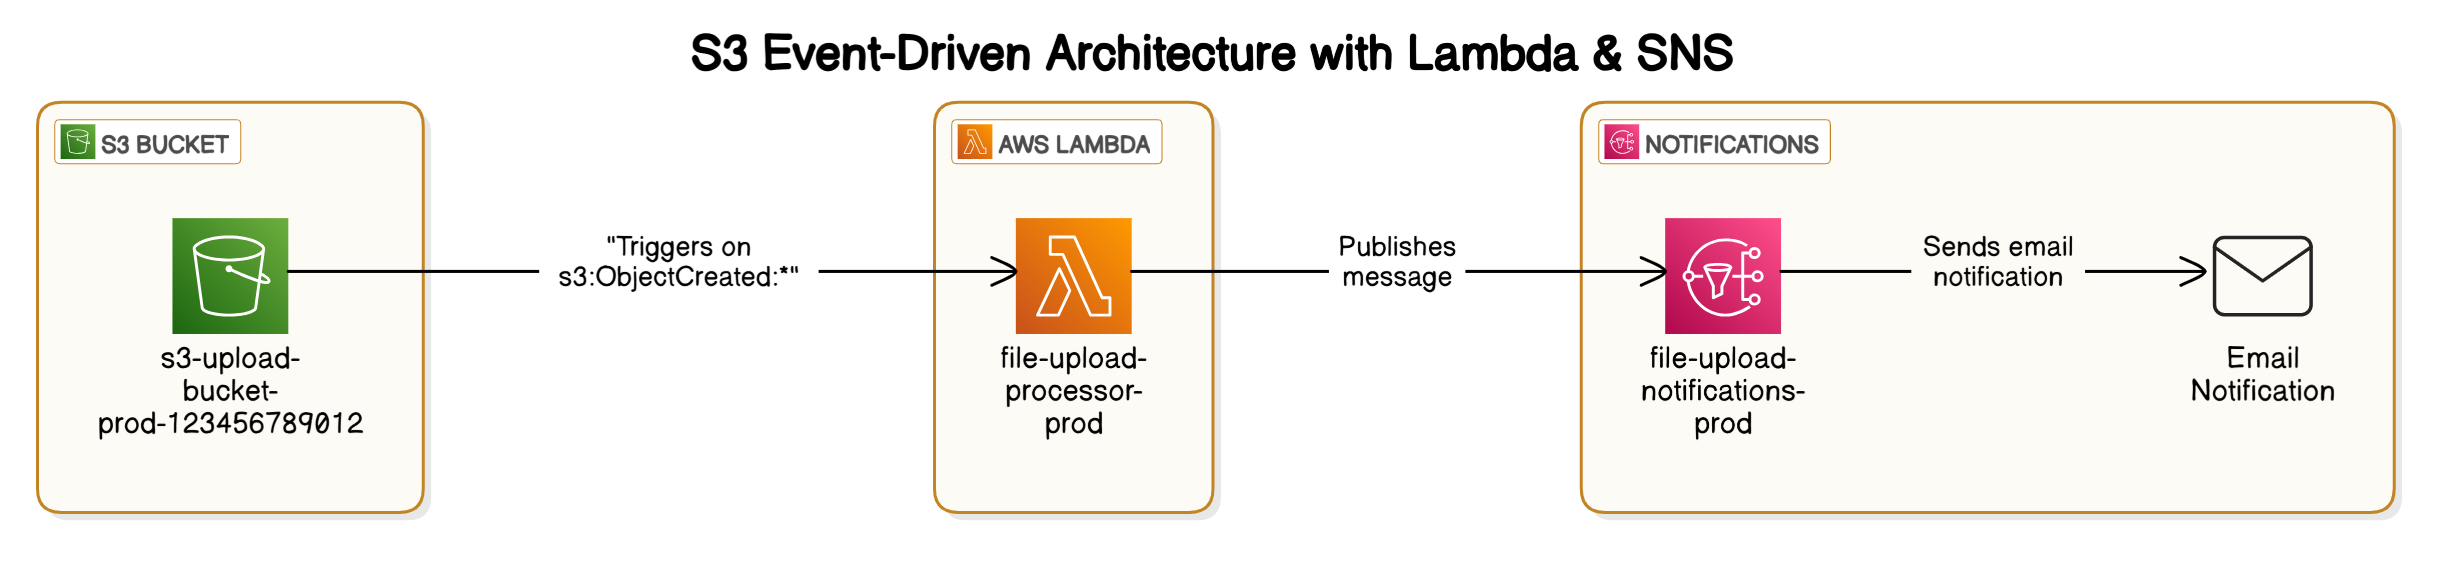 S3 Event-Driven Architecture with Lambda & SNS
S3 BUCKET
s3-upload-
bucket-
prod-123456789012
"Triggers on
s3:ObjectCreated:*"
AWS LAMBDA
file-upload-
processor-
prod
Publishes
message
NOTIFICATIONS
file-upload-
notifications-
prod
Sends email
notification
Email
Notification